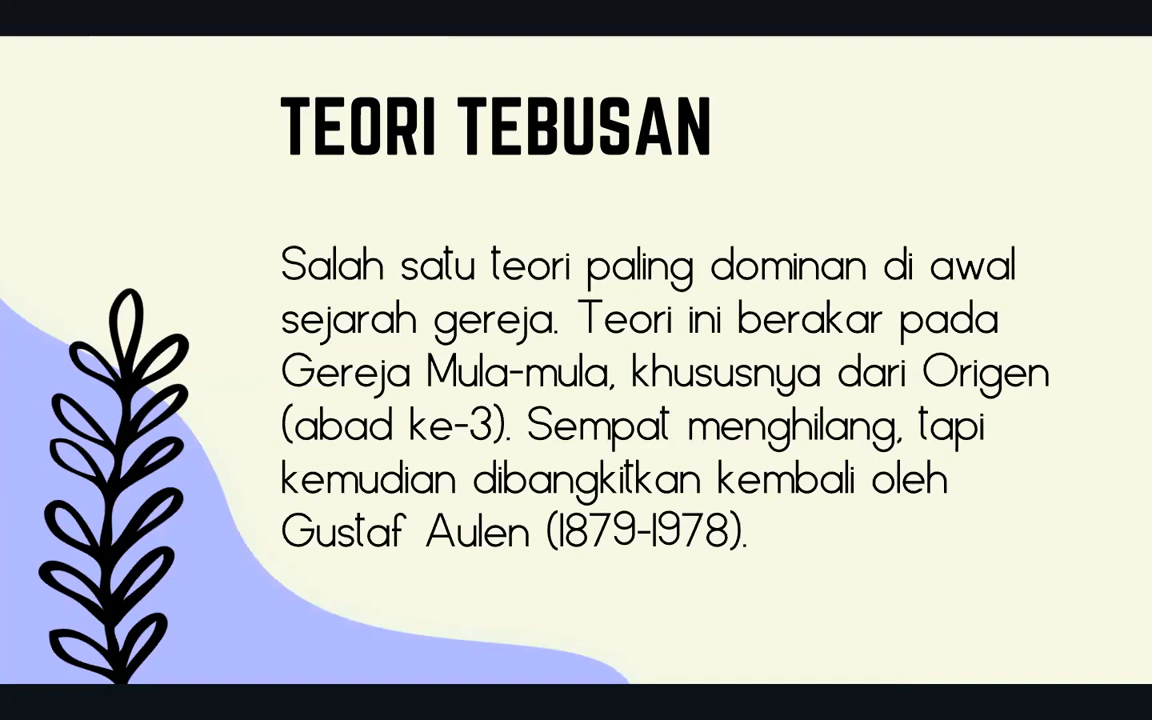 TEORI TEBUSAN
Salah satu teori paling dominan di awal
sejarah gereja. Teori ini berakar pada
Gereja Mula-mula, khususnya dari Origen
(abad ke-3). Sempat menghilang, tapi
kemudian dibangkitkan kembali oleh
Gustaf Aulen (1879-1978).